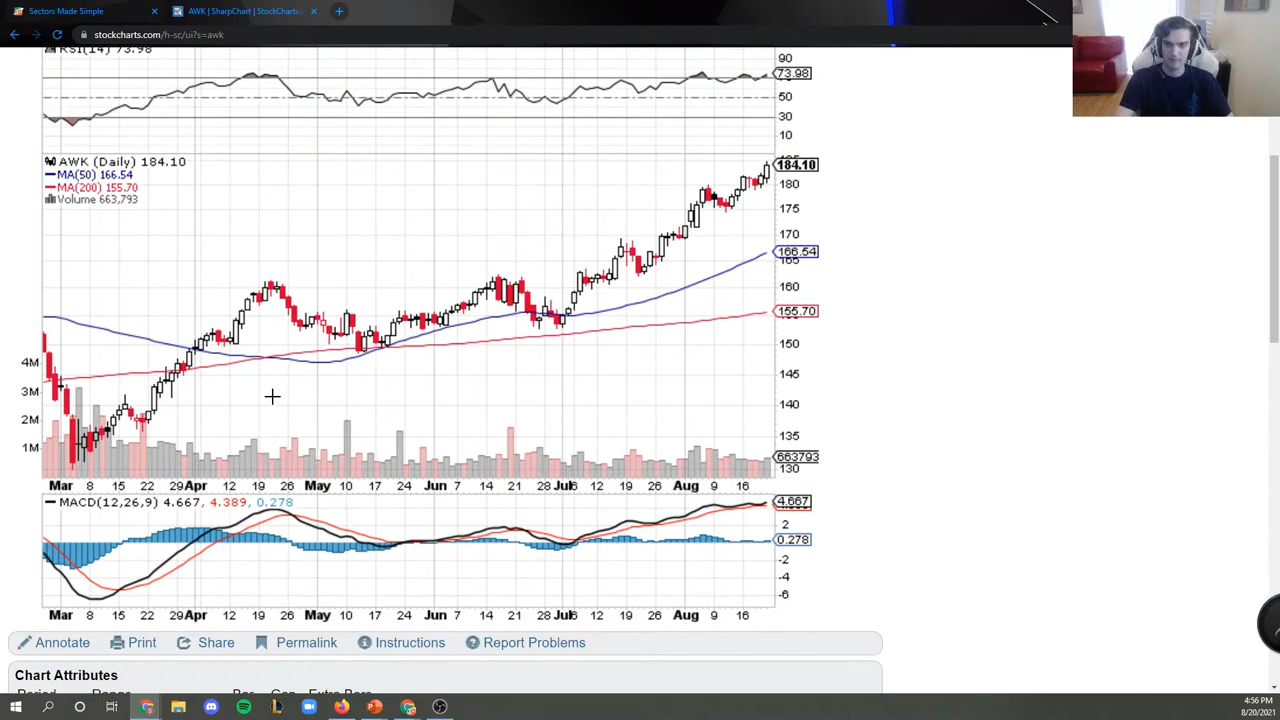 Sectors Made Simple
AWK | SharpChart | StockCharts.
stockcharts.com/h-sc/ui?s=awk
RSI(14) 73.98
90
73.98
50
30
10
AWK (Daily) 184.10
MA(50) 166.54
MA(200) 155.70
Volume 663,793
184.10
180
175
170
166.54
165
160
155.70
150
145
140
135
130
4M
3M
2M
1M
663793
Mar 8 15 22 29 Apr 12 19 26 May 10 17 24 Jun 7 14 21 28 Jul 6 12 19 26 Aug 9 16
MACD(12,26,9) 4.667, 4.389, 0.278
4.667
2
0.278
-2
-4
-6
Mar 8 15 22 29 Apr 12 19 26 May 10 17 24 Jun 7 14 21 28 Jul 6 12 19 26 Aug 9 16
Annotate Print Share Permalink Instructions Report Problems
Chart Attributes
4:56 PM
8/20/2021